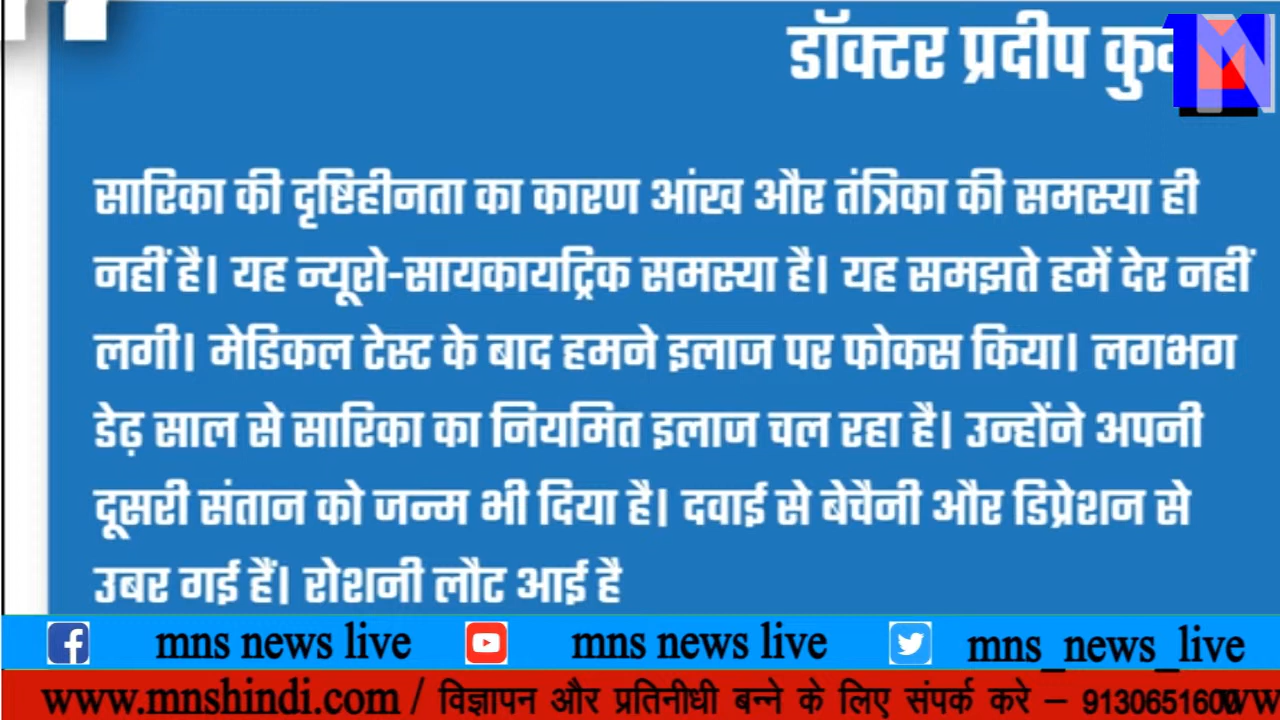 डॉक्टर प्रदीप
सारिका की दृष्टिहीनता का कारण आंख और तंत्रिका की समस्या ही
नहीं है। यह न्यूरो-सायकायट्रिक समस्या है। यह समझते हमें देर नहीं
लगी। मेडिकल टेस्ट के बाद हमने इलाज पर फोकस किया। लगभग
डेढ़ साल से सारिका का नियमित इलाज चल रहा है। उन्होंने अपनी
दूसरी संतान को जन्म भी दिया है। दवाई से बेचैनी और डिप्रेशन से
उबर गई हैं। रोशनी लौट आई है
mns news live mns news live mns_news_live
www.mnshindi.com / विज्ञापन और प्रतिनीधी बन्ने के लिए संपर्क करे –